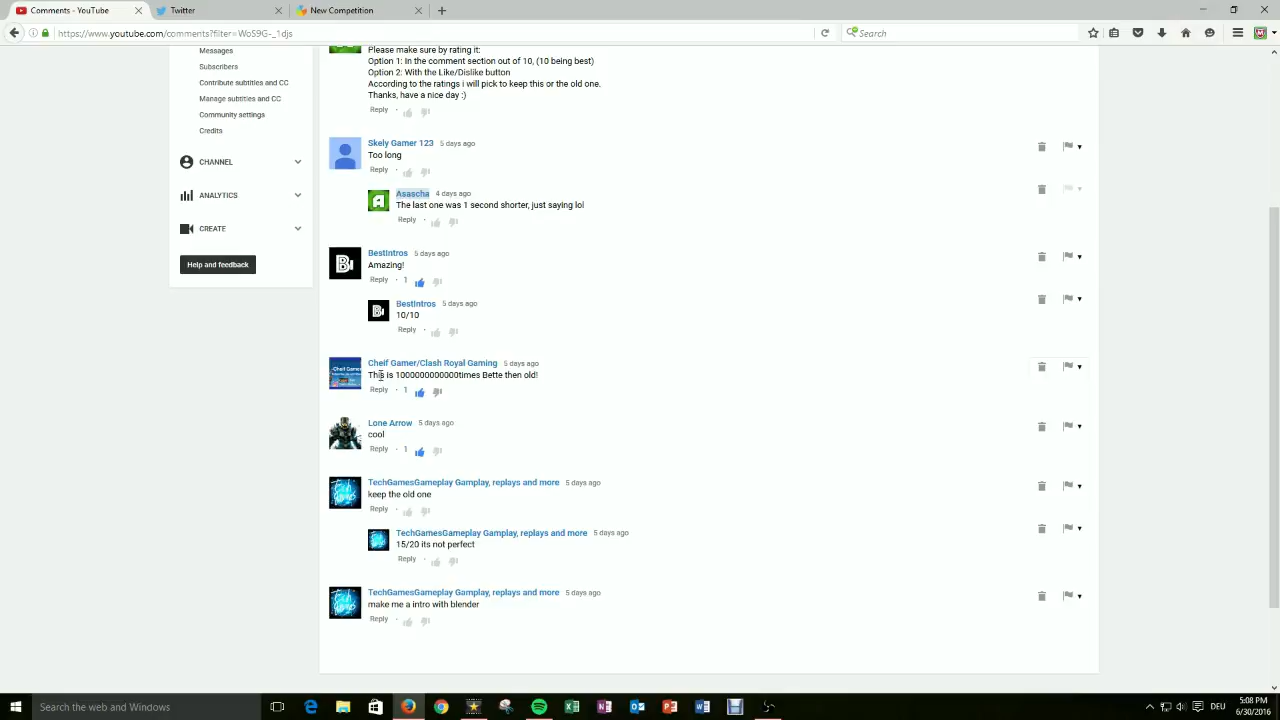 Comments - YouTube
Twitter
New Competition
https://www.youtube.com/comments?filter=WoS9G-_1djs
Search
Messages
Subscribers
Contribute subtitles and CC
Manage subtitles and CC
Community settings
Credits
CHANNEL
ANALYTICS
CREATE
Help and feedback
Please make sure by rating it:
Option 1: In the comment section out of 10, (10 being best)
Option 2: With the Like/Dislike button
According to the ratings i will pick to keep this or the old one.
Thanks, have a nice day :)
Reply
Skely Gamer 123 5 days ago
Too long
Reply
Asascha 4 days ago
The last one was 1 second shorter, just saying lol
Reply
BestIntros 5 days ago
Amazing!
Reply · 1
BestIntros 5 days ago
10/10
Reply
Cheif Gamer/Clash Royal Gaming 5 days ago
This is 1000000000000times Bette then old!
Reply · 1
Lone Arrow 5 days ago
cool
Reply · 1
TechGamesGameplay Gamplay, replays and more 5 days ago
keep the old one
Reply
TechGamesGameplay Gamplay, replays and more 5 days ago
15/20 its not perfect
Reply
TechGamesGameplay Gamplay, replays and more 5 days ago
make me a intro with blender
Reply
Search the web and Windows
DEU
5:08 PM
6/30/2016